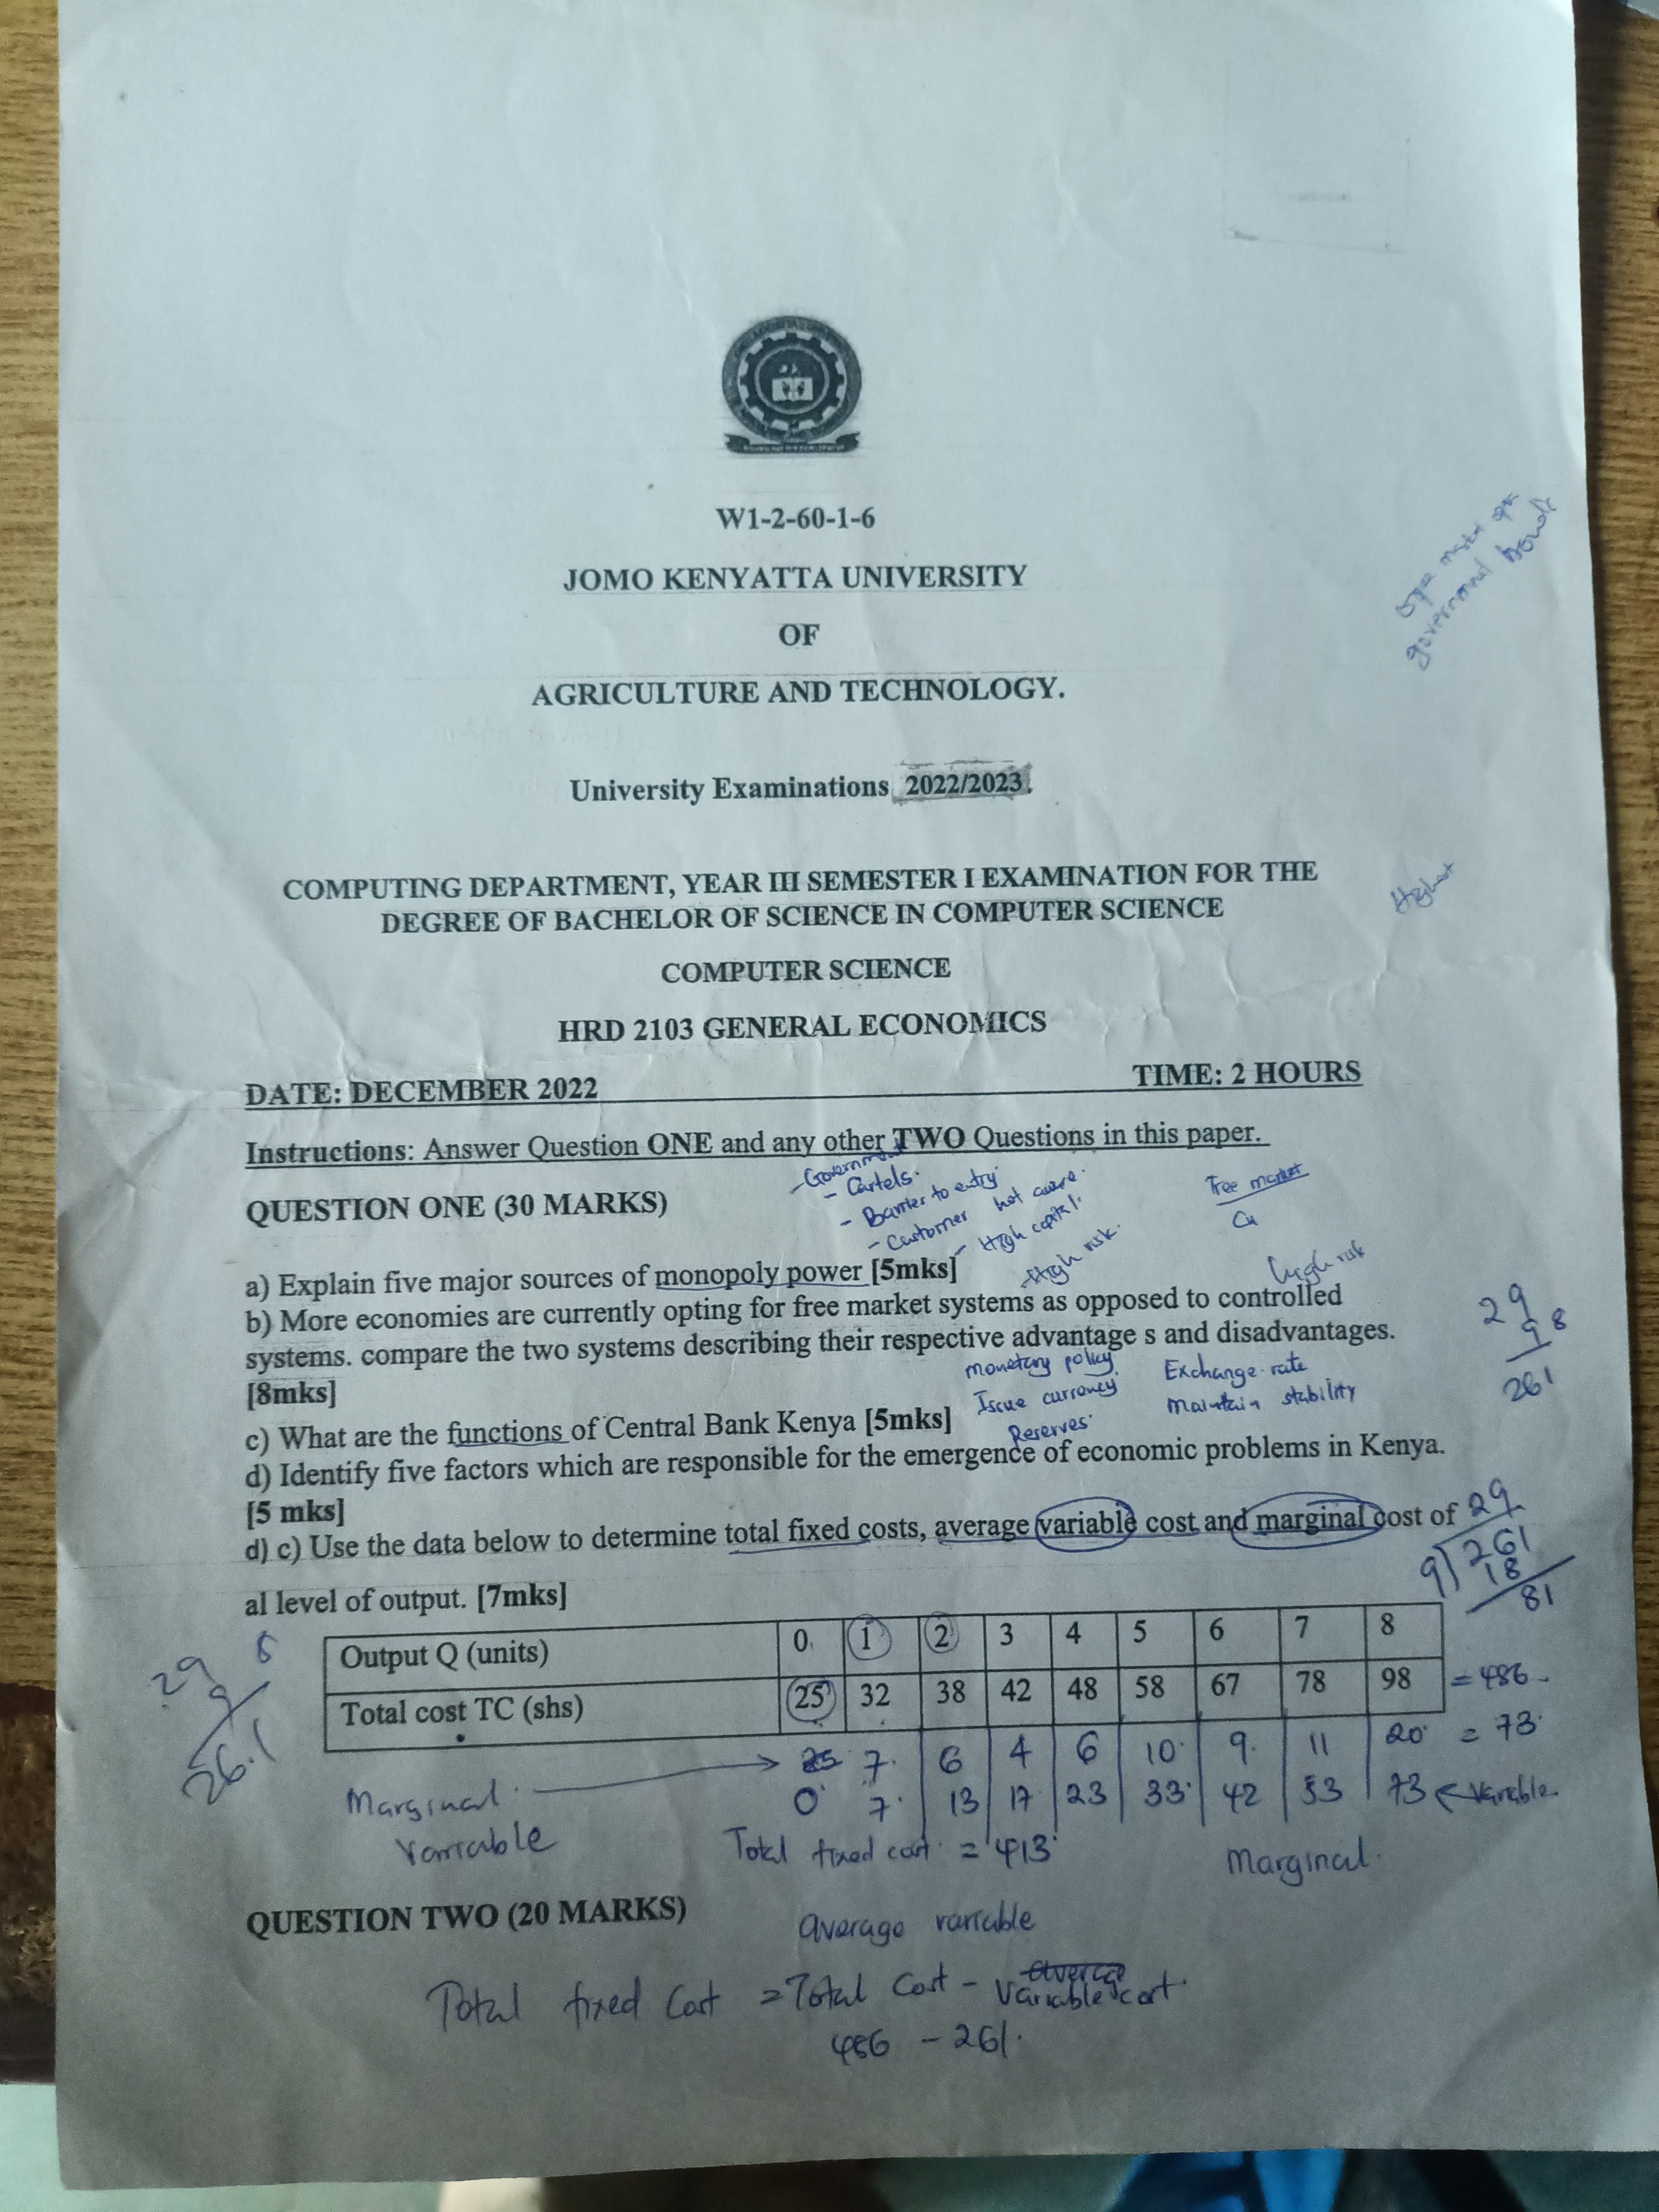 W1-2-60-1-6
JOMO KENYATTA UNIVERSITY
OF
AGRICULTURE AND TECHNOLOGY.
government
University Examinations 2022/2023.
COMPUTING DEPARTMENT, YEAR III SEMESTER I EXAMINATION FOR THE
DEGREE OF BACHELOR OF SCIENCE IN COMPUTER SCIENCE
COMPUTER SCIENCE
HRD 2103 GENERAL ECONOMICS
DATE: DECEMBER 2022 TIME: 2 HOURS
Instructions: Answer Question ONE and any other TWO Questions in this paper.
- Government
- Cartels.
- Barrier to entry
- Customer not aware.
- High capital.
- High risk.
Free market
QUESTION ONE (30 MARKS)
a) Explain five major sources of monopoly power [5mks]
high risk
b) More economies are currently opting for free market systems as opposed to controlled
systems. compare the two systems describing their respective advantage s and disadvantages.
[8mks]
monetary policy
Issue currency
Reserves
Exchange rate
Maintain stability
29
9 8
261
c) What are the functions of Central Bank Kenya [5mks]
d) Identify five factors which are responsible for the emergence of economic problems in Kenya.
[5 mks]
d) c) Use the data below to determine total fixed costs, average variable cost and marginal cost of
al level of output. [7mks]
29
9 261
18
81
29 8
9
26.1
Output Q (units) 0 1 2 3 4 5 6 7 8
Total cost TC (shs) 25 32 38 42 48 58 67 78 98 = 486
7 6 4 6 10 9 11 20 = 73
Marginal 0 7 13 17 23 33 42 53 73 Variable
Variable
Total fixed cost = 413
Marginal
QUESTION TWO (20 MARKS)
average variable
Total fixed Cost = Total Cost - Variable cost
486 - 261